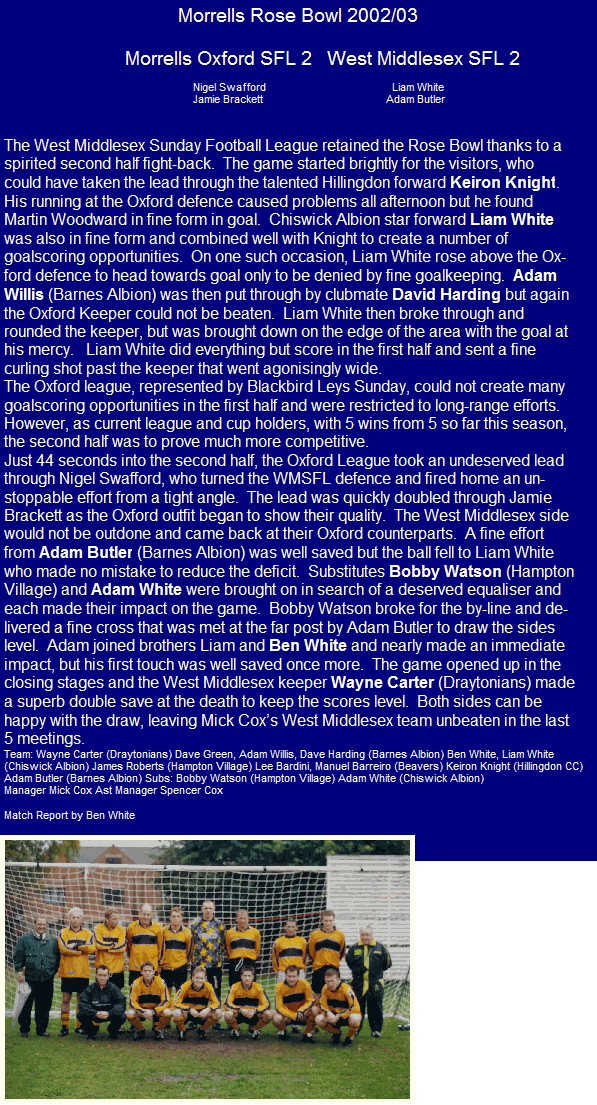 Morrells Rose Bowl 2002/03
Morrells Oxford SFL 2   West Middlesex SFL 2
Nigel Swafford   Liam White
Jamie Brackett   Adam Butler
The West Middlesex Sunday Football League retained the Rose Bowl thanks to a
spirited second half fight-back.  The game started brightly for the visitors, who
could have taken the lead through the talented Hillingdon forward Keiron Knight.
His running at the Oxford defence caused problems all afternoon but he found
Martin Woodward in fine form in goal.  Chiswick Albion star forward Liam White
was also in fine form and combined well with Knight to create a number of
goalscoring opportunities.  On one such occasion, Liam White rose above the Ox-
ford defence to head towards goal only to be denied by fine goalkeeping.  Adam
Willis (Barnes Albion) was then put through by clubmate David Harding but again
the Oxford Keeper could not be beaten.  Liam White then broke through and
rounded the keeper, but was brought down on the edge of the area with the goal at
his mercy.   Liam White did everything but score in the first half and sent a fine
curling shot past the keeper that went agonisingly wide.
The Oxford league, represented by Blackbird Leys Sunday, could not create many
goalscoring opportunities in the first half and were restricted to long-range efforts.
However, as current league and cup holders, with 5 wins from 5 so far this season,
the second half was to prove much more competitive.
Just 44 seconds into the second half, the Oxford League took an undeserved lead
through Nigel Swafford, who turned the WMSFL defence and fired home an un-
stoppable effort from a tight angle.  The lead was quickly doubled through Jamie
Brackett as the Oxford outfit began to show their quality.  The West Middlesex side
would not be outdone and came back at their Oxford counterparts.  A fine effort
from Adam Butler (Barnes Albion) was well saved but the ball fell to Liam White
who made no mistake to reduce the deficit.  Substitutes Bobby Watson (Hampton
Village) and Adam White were brought on in search of a deserved equaliser and
each made their impact on the game.  Bobby Watson broke for the by-line and de-
livered a fine cross that was met at the far post by Adam Butler to draw the sides
level.  Adam joined brothers Liam and Ben White and nearly made an immediate
impact, but his first touch was well saved once more.  The game opened up in the
closing stages and the West Middlesex keeper Wayne Carter (Draytonians) made
a superb double save at the death to keep the scores level.  Both sides can be
happy with the draw, leaving Mick Cox’s West Middlesex team unbeaten in the last
5 meetings.
Team: Wayne Carter (Draytonians) Dave Green, Adam Willis, Dave Harding (Barnes Albion) Ben White, Liam White
(Chiswick Albion) James Roberts (Hampton Village) Lee Bardini, Manuel Barreiro (Beavers) Keiron Knight (Hillingdon CC)
Adam Butler (Barnes Albion) Subs: Bobby Watson (Hampton Village) Adam White (Chiswick Albion)
Manager Mick Cox Ast Manager Spencer Cox
Match Report by Ben White